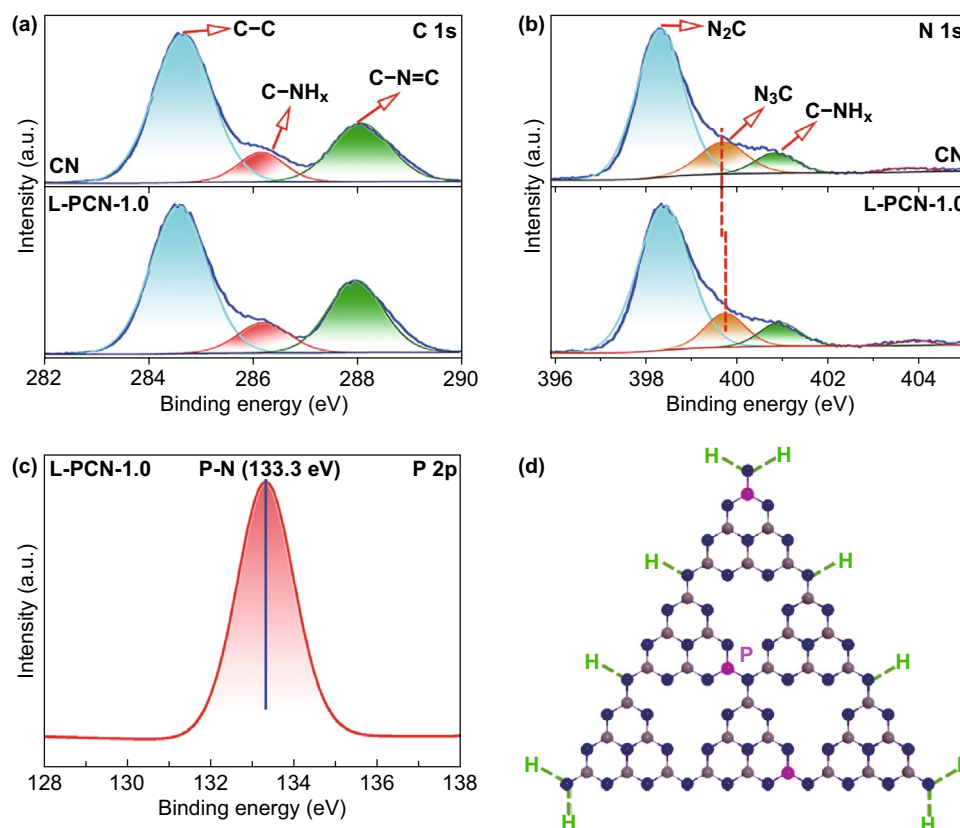 (a)
C−C
C 1s
C−NHₓ
C−N=C
CN
L-PCN-1.0
Intensity (a.u.)
282 284 286 288 290
Binding energy (eV)
(b)
N₂C
N 1s
N₃C
C−NHₓ
CN
L-PCN-1.0
Intensity (a.u.)
396 398 400 402 404
Binding energy (eV)
(c)
L-PCN-1.0 P-N (133.3 eV) P 2p
Intensity (a.u.)
128 130 132 134 136 138
Binding energy (eV)
(d)
H H
H H
P
H H
H H
H H